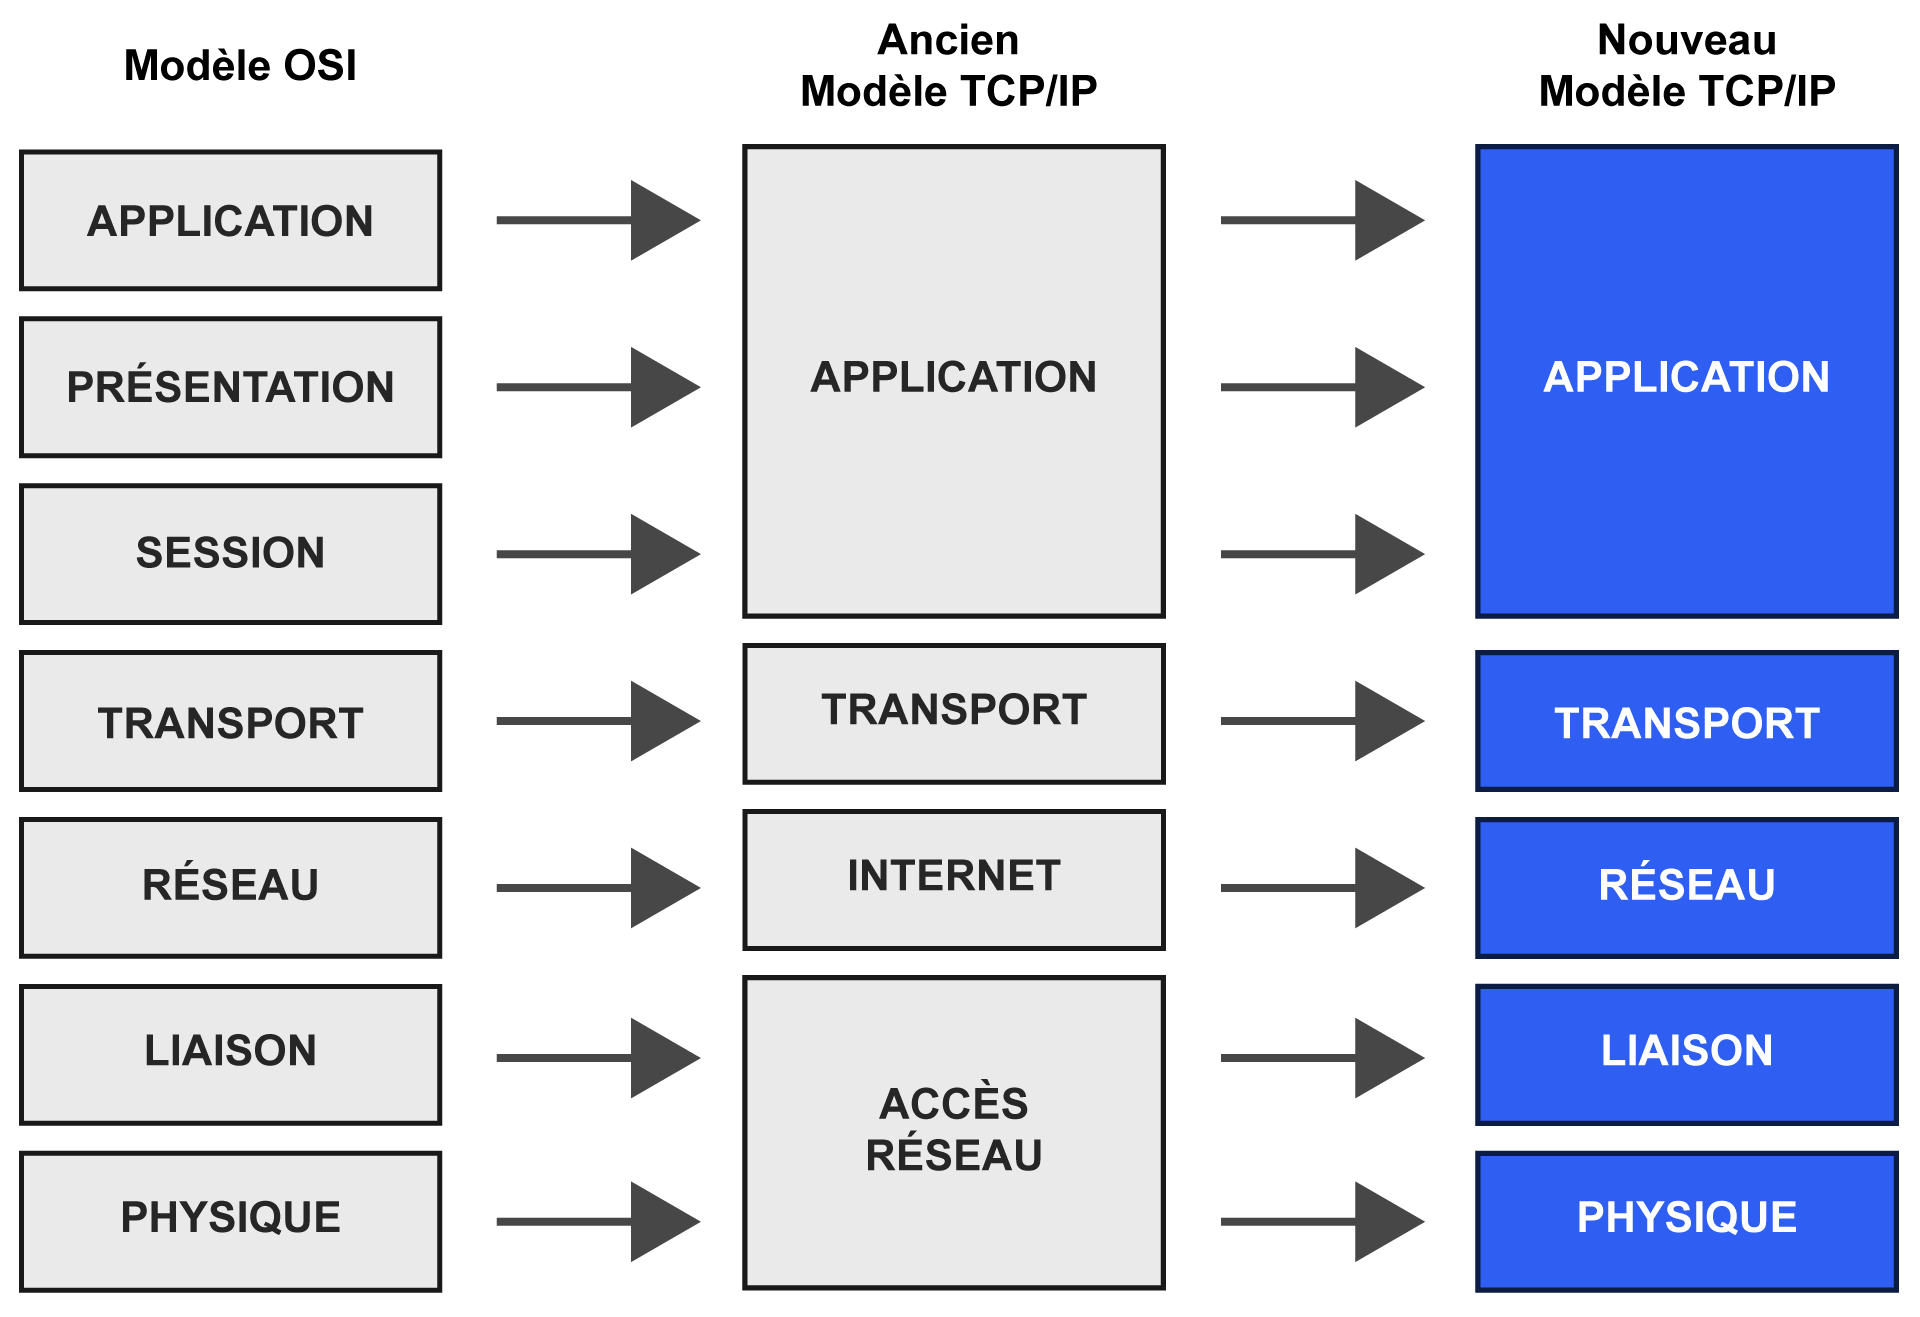 Modèle OSI
APPLICATION
PRÉSENTATION
SESSION
TRANSPORT
RÉSEAU
LIAISON
PHYSIQUE
Ancien
Modèle TCP/IP
APPLICATION
TRANSPORT
INTERNET
ACCÈS
RÉSEAU
Nouveau
Modèle TCP/IP
APPLICATION
TRANSPORT
RÉSEAU
LIAISON
PHYSIQUE